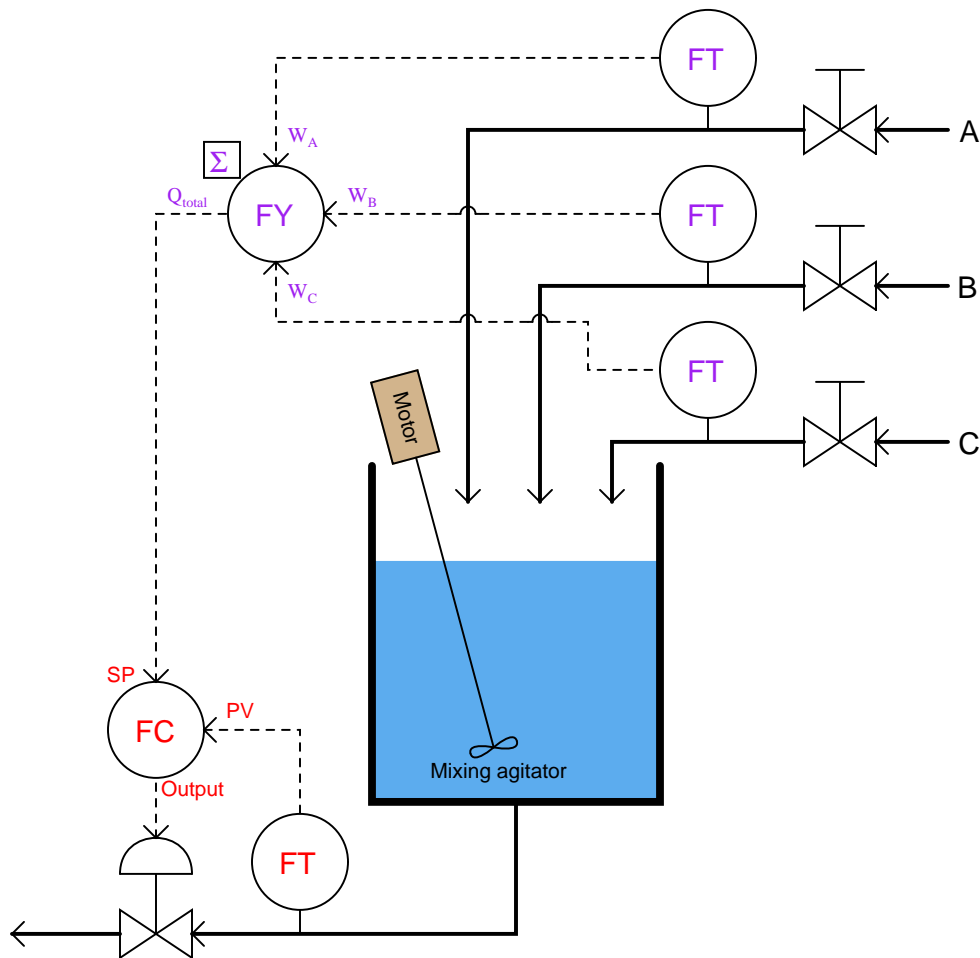 FT
A
W_A
Σ
FT
Q_total
FY
W_B
B
W_C
FT
Motor
C
SP
PV
FC
Mixing agitator
Output
FT